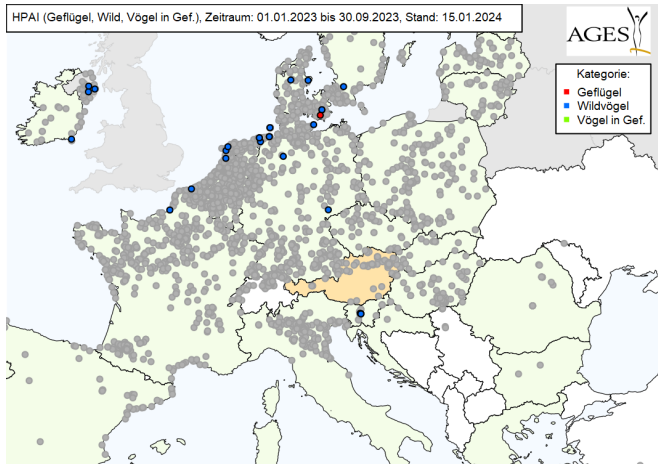 HPAI (Geflügel, Wild, Vögel in Gef.), Zeitraum: 01.01.2023 bis 30.09.2023, Stand: 15.01.2024
AGES
Kategorie:
Geflügel
Wildvögel
Vögel in Gef.